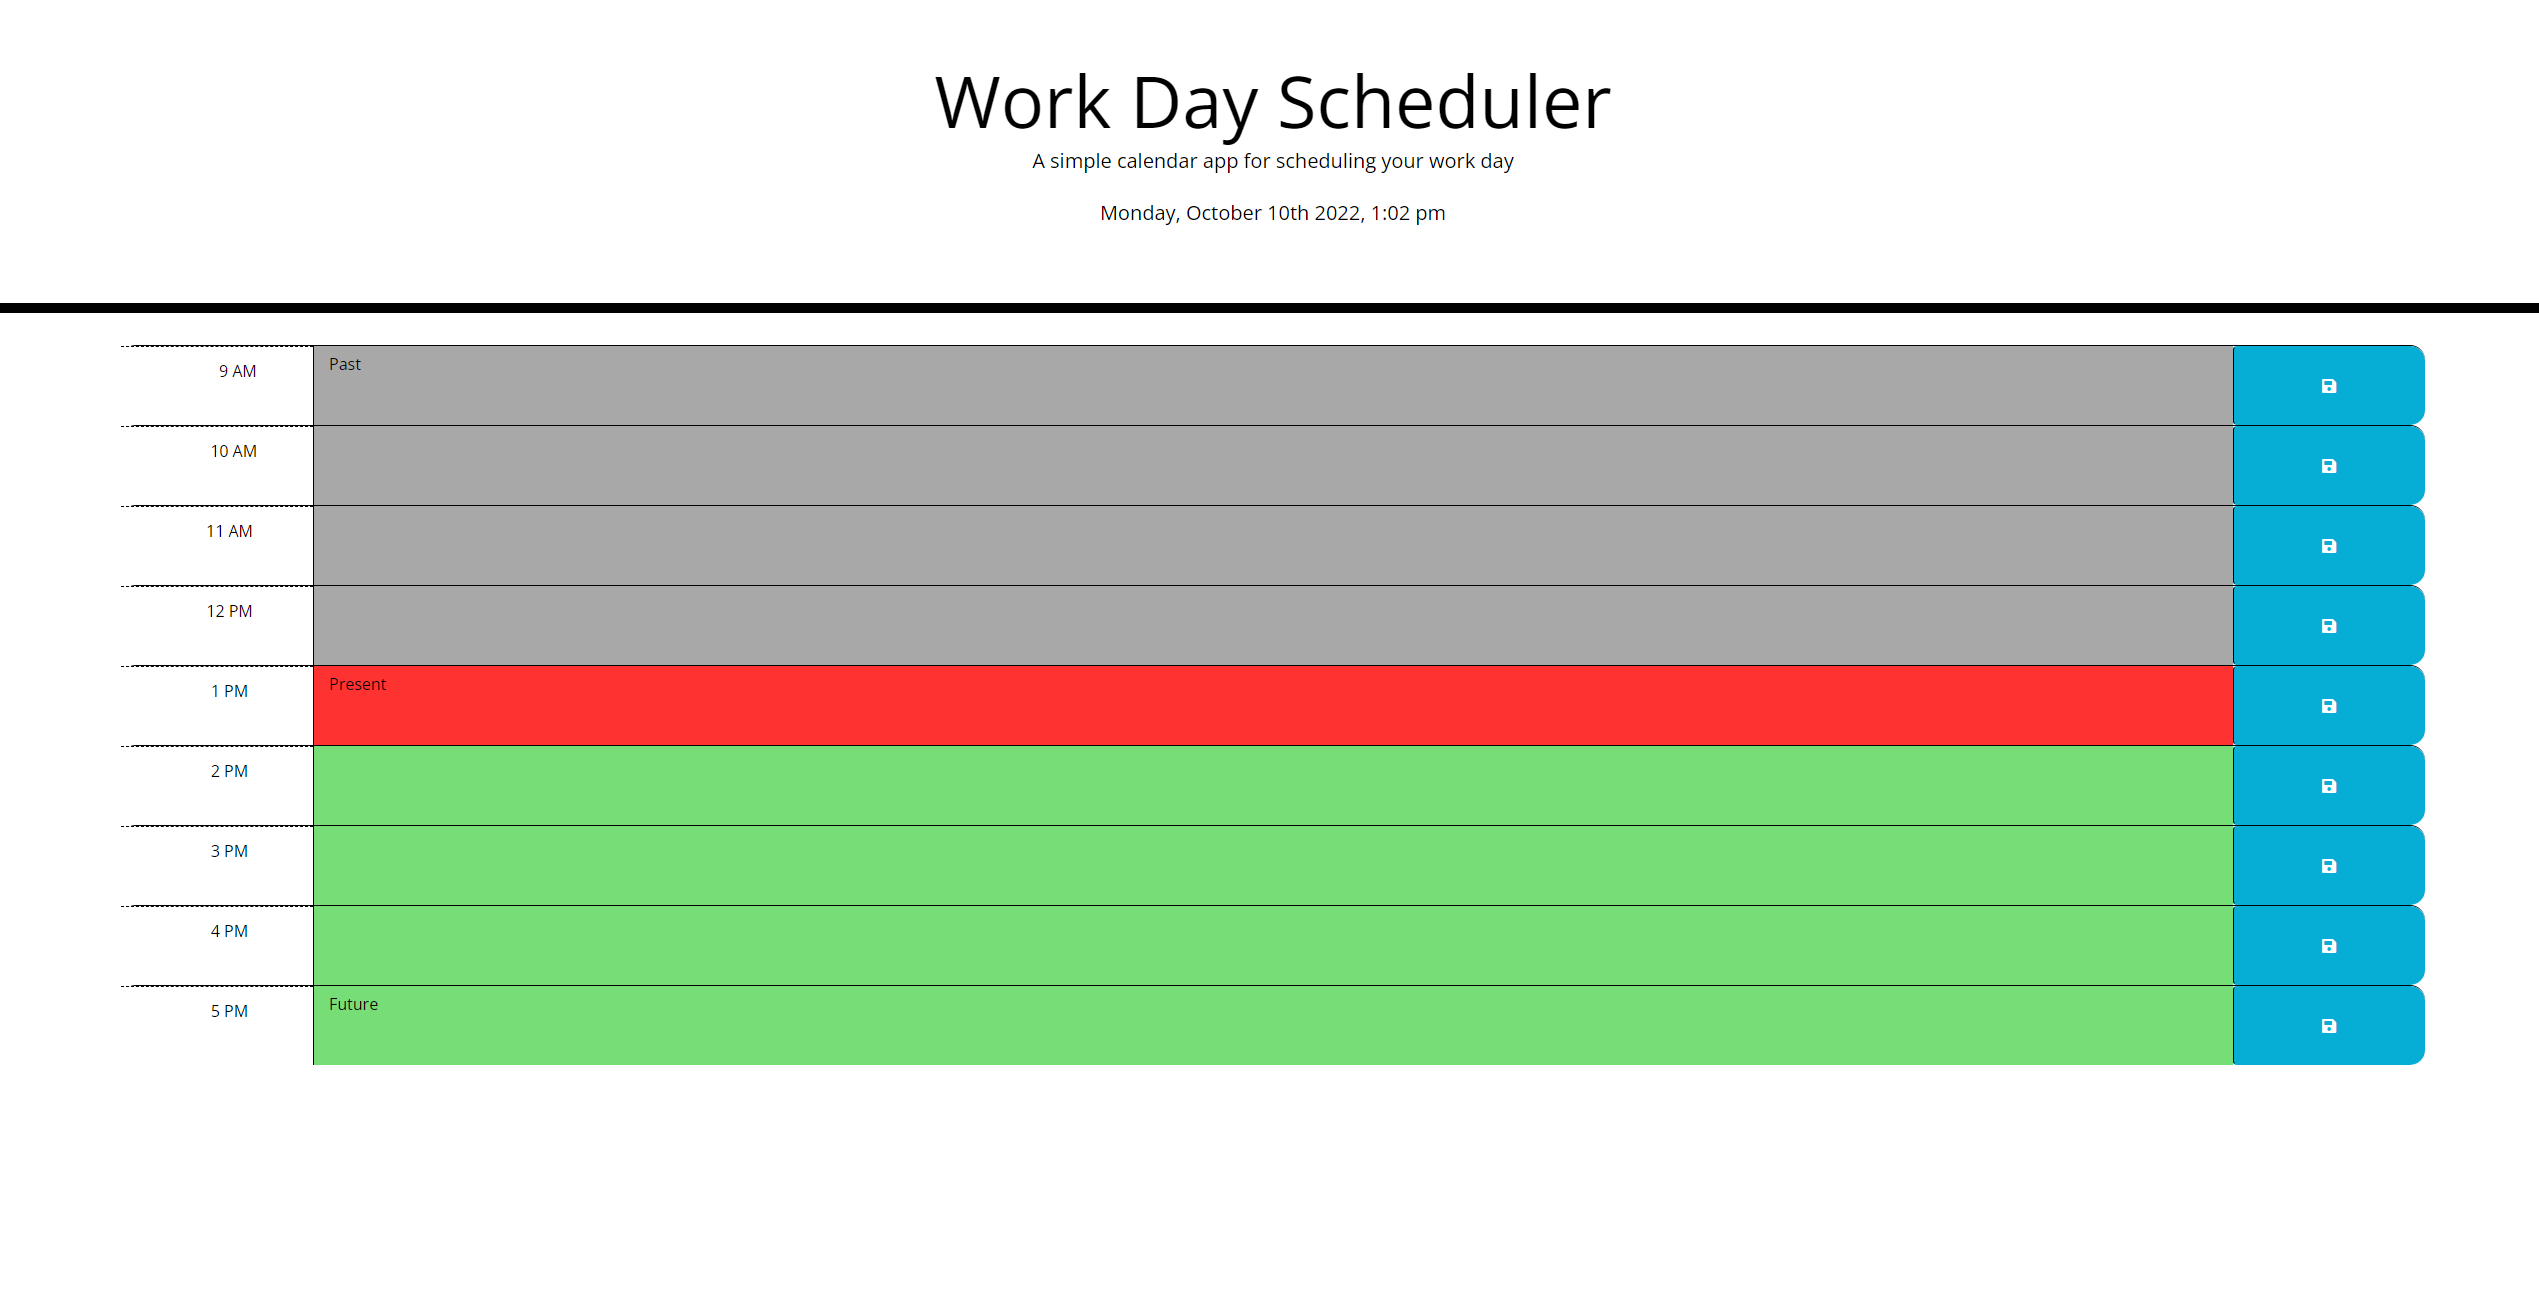 Work Day Scheduler
A simple calendar app for scheduling your work day
Monday, October 10th 2022, 1:02 pm
9 AM Past
10 AM
11 AM
12 PM
1 PM Present
2 PM
3 PM
4 PM
5 PM Future